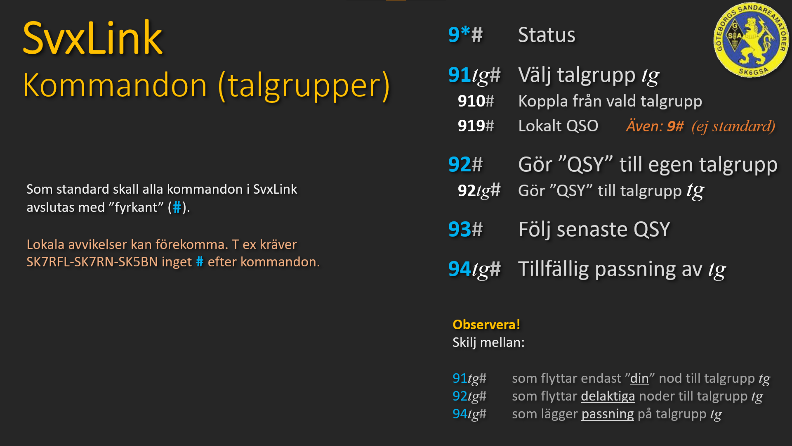 SvxLink
Kommandon (talgrupper)
Som standard skall alla kommandon i SvxLink
avslutas med ”fyrkant” (#).
Lokala avvikelser kan förekomma. T ex kräver
SK7RFL-SK7RN-SK5BN inget # efter kommandon.
9*# Status
91tg# Välj talgrupp tg
910# Koppla från vald talgrupp
919# Lokalt QSO Även: 9# (ej standard)
92# Gör ”QSY” till egen talgrupp
92tg# Gör ”QSY” till talgrupp tg
93# Följ senaste QSY
94tg# Tillfällig passning av tg
Observera!
Skilj mellan:
91tg# som flyttar endast ”din” nod till talgrupp tg
92tg# som flyttar delaktiga noder till talgrupp tg
94tg# som lägger passning på talgrupp tg
GÖTEBORGS SÄNDAREAMATÖRER
SK6GSA